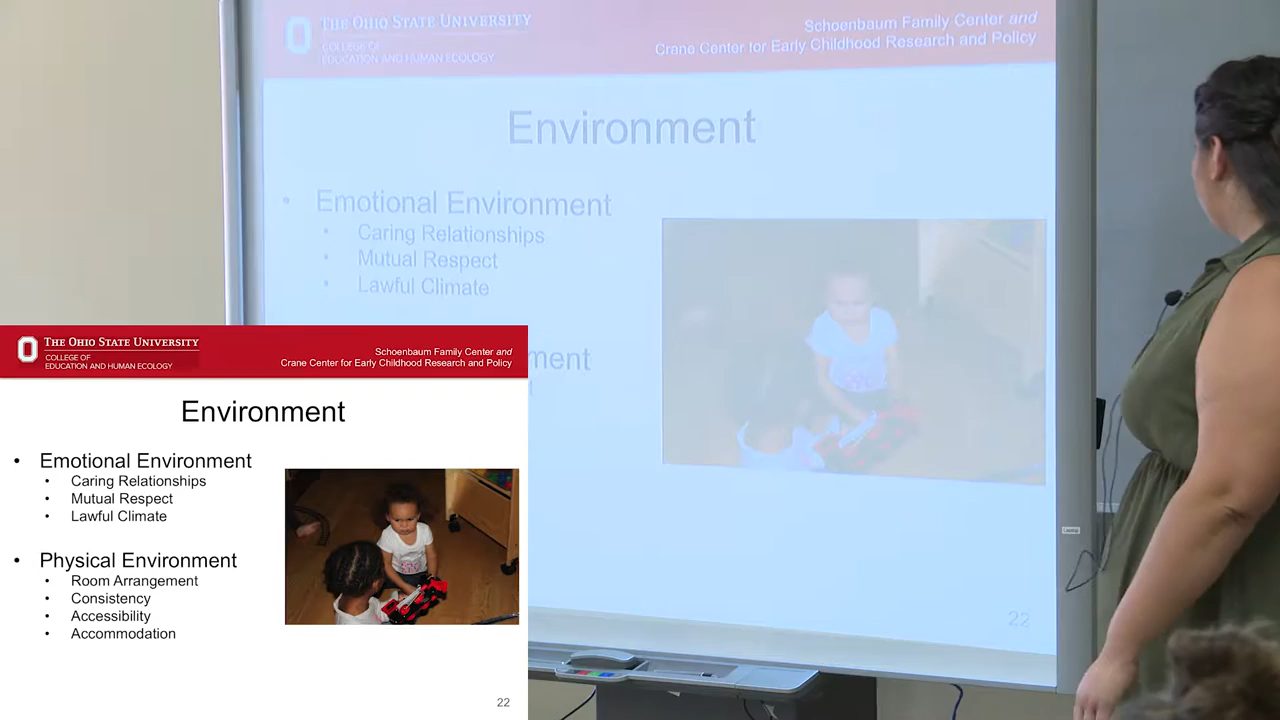 THE OHIO STATE UNIVERSITY
COLLEGE OF
EDUCATION AND HUMAN ECOLOGY
Schoenbaum Family Center and
Crane Center for Early Childhood Research and Policy
Environment
• Emotional Environment
• Caring Relationships
• Mutual Respect
• Lawful Climate
ment
22
THE OHIO STATE UNIVERSITY
COLLEGE OF
EDUCATION AND HUMAN ECOLOGY
Schoenbaum Family Center and
Crane Center for Early Childhood Research and Policy
Environment
• Emotional Environment
• Caring Relationships
• Mutual Respect
• Lawful Climate
• Physical Environment
• Room Arrangement
• Consistency
• Accessibility
• Accommodation
22